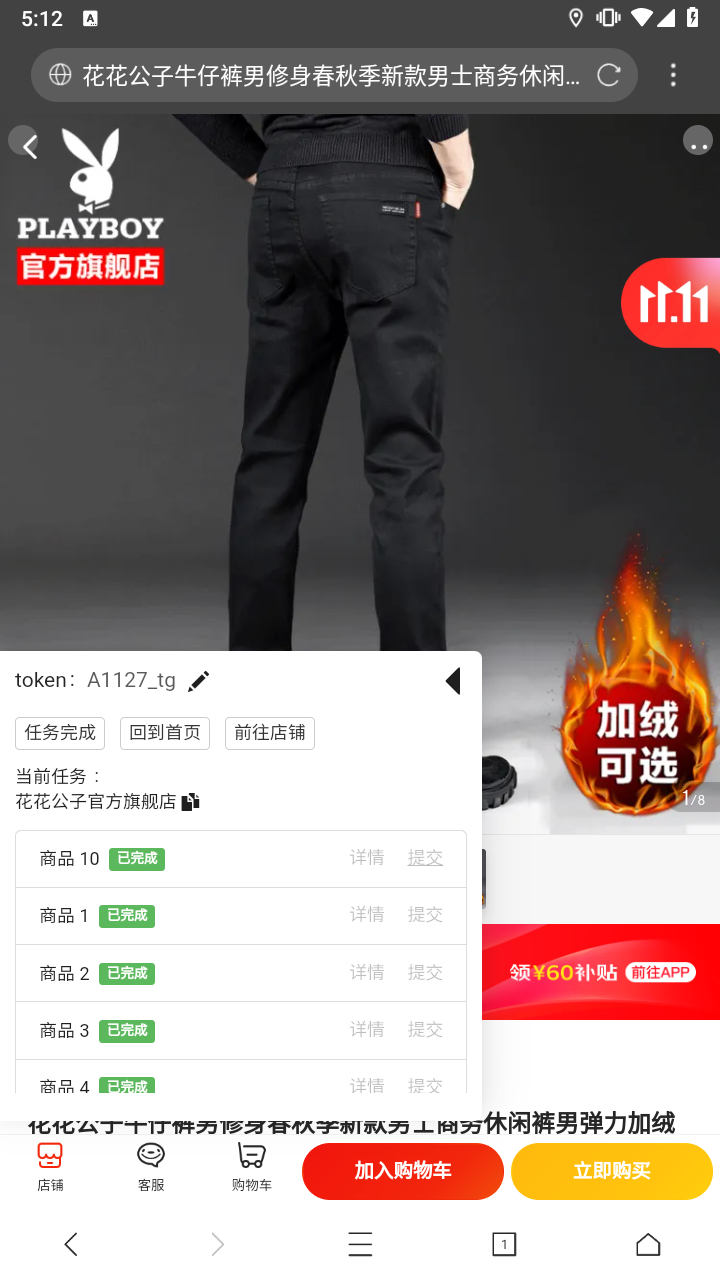 5:12
A
花花公子牛仔裤男修身春秋季新款男士商务休闲...
PLAYBOY
官方旗舰店
11.11
加绒
可选
1/8
token： A1127_tg
任务完成 回到首页 前往店铺
当前任务：
花花公子官方旗舰店
商品 10 已完成 详情 提交
商品 1 已完成 详情 提交
商品 2 已完成 详情 提交
商品 3 已完成 详情 提交
商品 4 已完成 详情 提交
领¥60补贴 前往APP
花花公子牛仔裤男修身春秋季新款男士商务休闲裤男弹力加绒
店铺 客服 购物车 加入购物车 立即购买
1